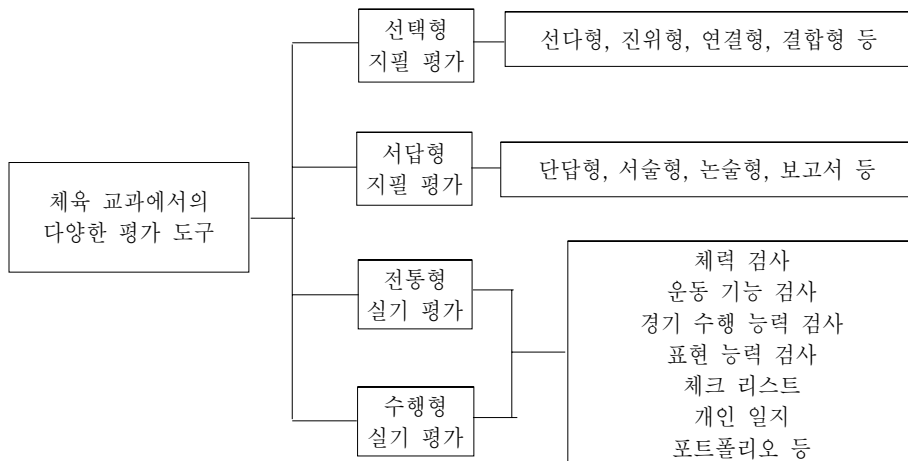 선택형
지필 평가
선다형, 진위형, 연결형, 결합형 등
서답형
지필 평가
단답형, 서술형, 논술형, 보고서 등
체육 교과에서의
다양한 평가 도구
전통형
실기 평가
수행형
실기 평가
체력 검사
운동 기능 검사
경기 수행 능력 검사
표현 능력 검사
체크 리스트
개인 일지
포트폴리오 등